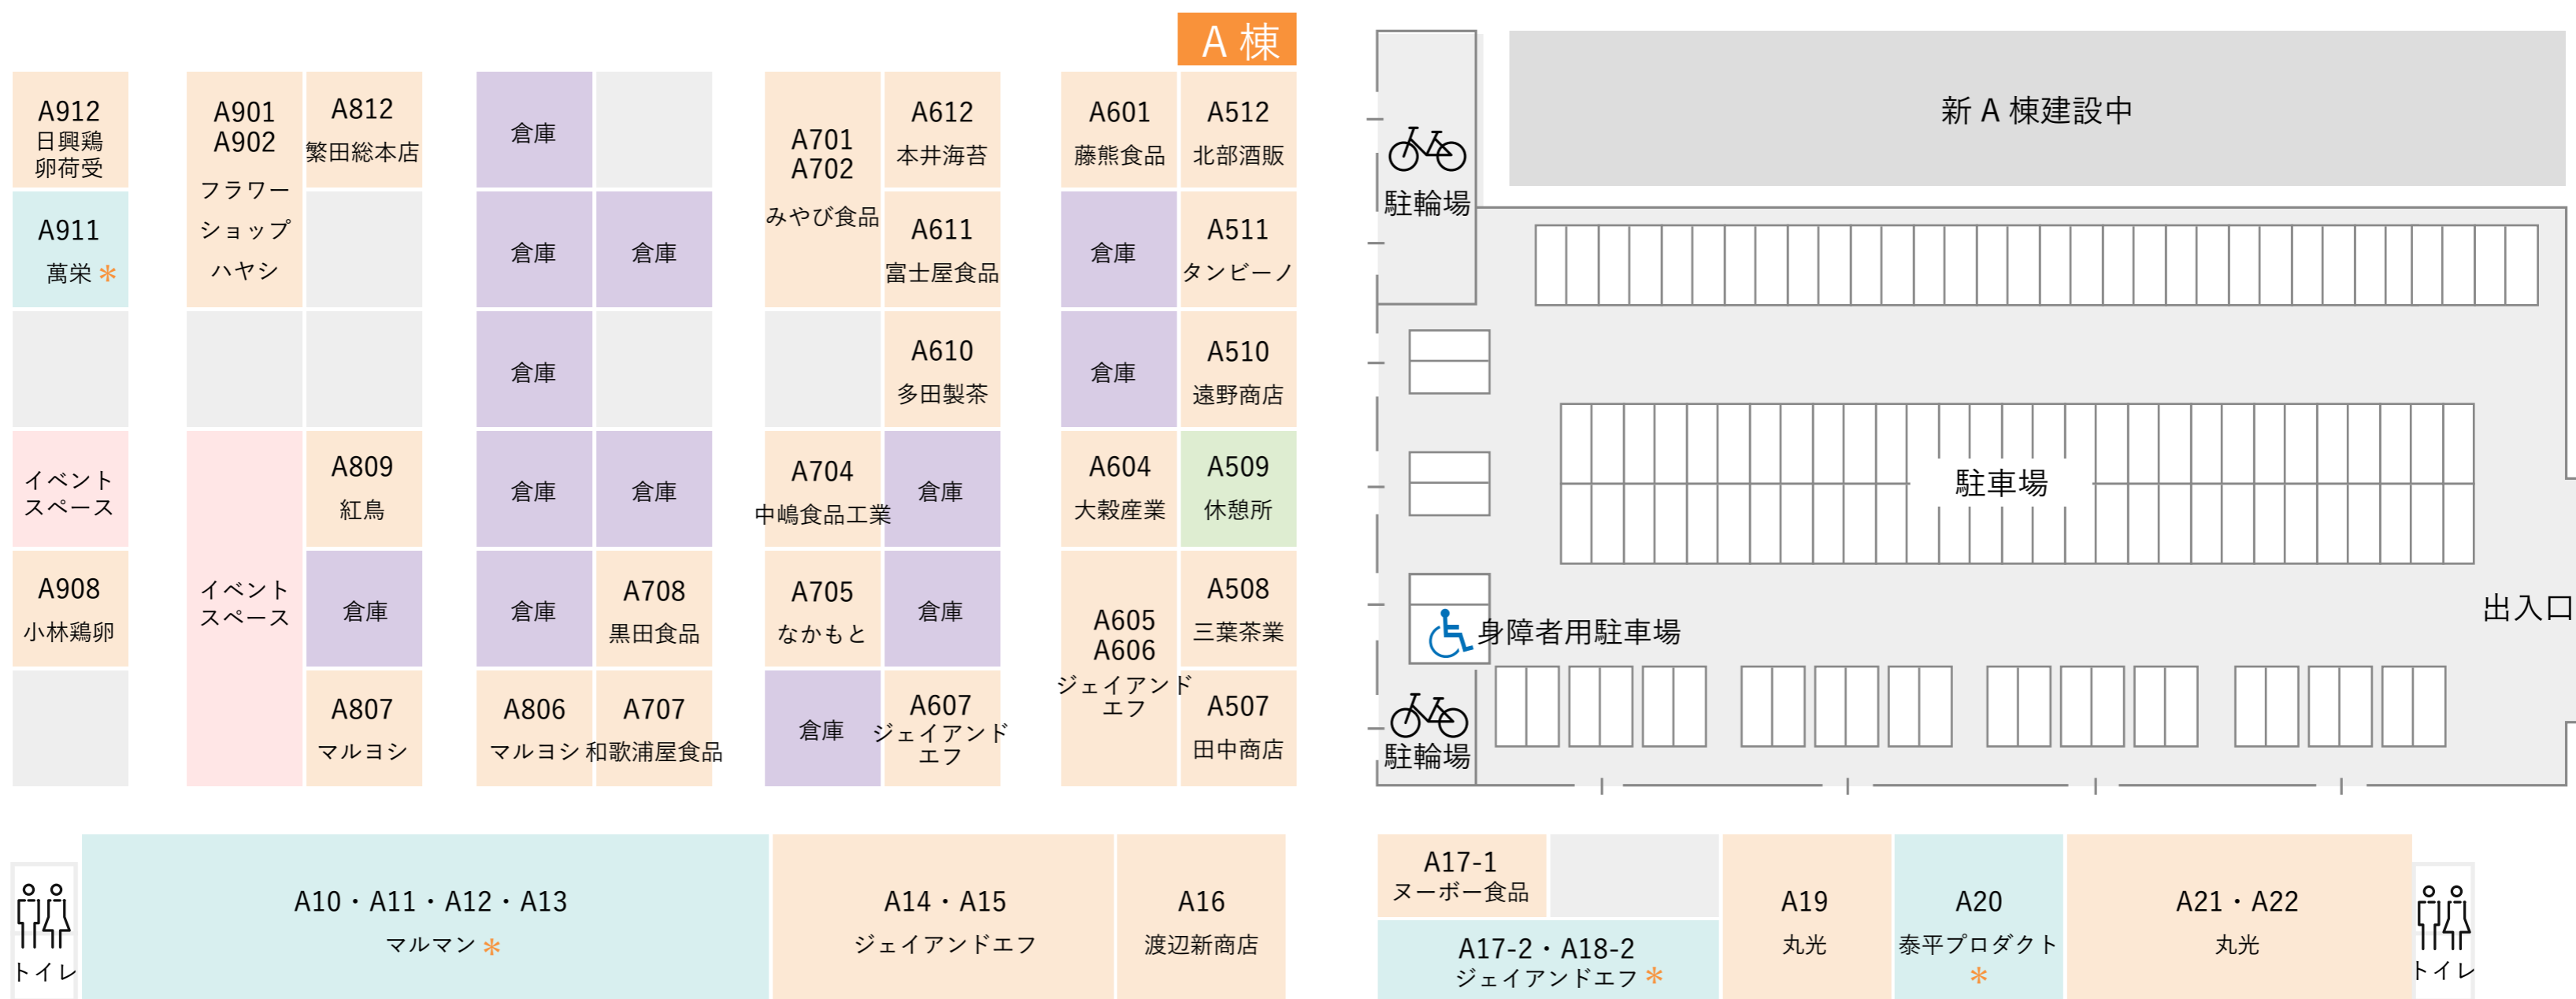 A 棟
A912
日興鶏
卵荷受
A911
萬栄 *
イベント
スペース
A908
小林鶏卵
A901
A902
フラワー
ショップ
ハヤシ
A812
繁田総本店
イベント
スペース
A809
紅鳥
倉庫
A807
マルヨシ
倉庫
倉庫
倉庫
倉庫
倉庫
倉庫
倉庫
A806
マルヨシ
A708
黒田食品
A707
和歌浦屋食品
A701
A702
みやび食品
A704
中嶋食品工業
A705
なかもと
倉庫
A612
本井海苔
A611
富士屋食品
A610
多田製茶
倉庫
倉庫
A607
ジェイアンド
エフ
A601
藤熊食品
倉庫
倉庫
A604
大穀産業
A605
A606
ジェイアンド
エフ
A512
北部酒販
A511
タンビーノ
A510
遠野商店
A509
休憩所
A508
三葉茶業
A507
田中商店
新 A 棟建設中
駐輪場
駐車場
出入口
身障者用駐車場
駐輪場
トイレ
A10・A11・A12・A13
マルマン *
A14・A15
ジェイアンドエフ
A16
渡辺新商店
A17-1
ヌーボー食品
A17-2・A18-2
ジェイアンドエフ *
A19
丸光
A20
泰平プロダクト
*
A21・A22
丸光
トイレ